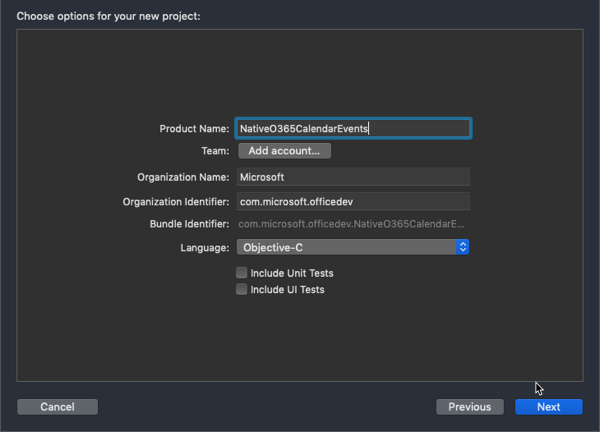 Choose options for your new project:
Product Name: NativeO365CalendarEvents
Team: Add account...
Organization Name: Microsoft
Organization Identifier: com.microsoft.officedev
Bundle Identifier: com.microsoft.officedev.NativeO365CalendarE...
Language: Objective-C
Include Unit Tests
Include UI Tests
Cancel Previous Next